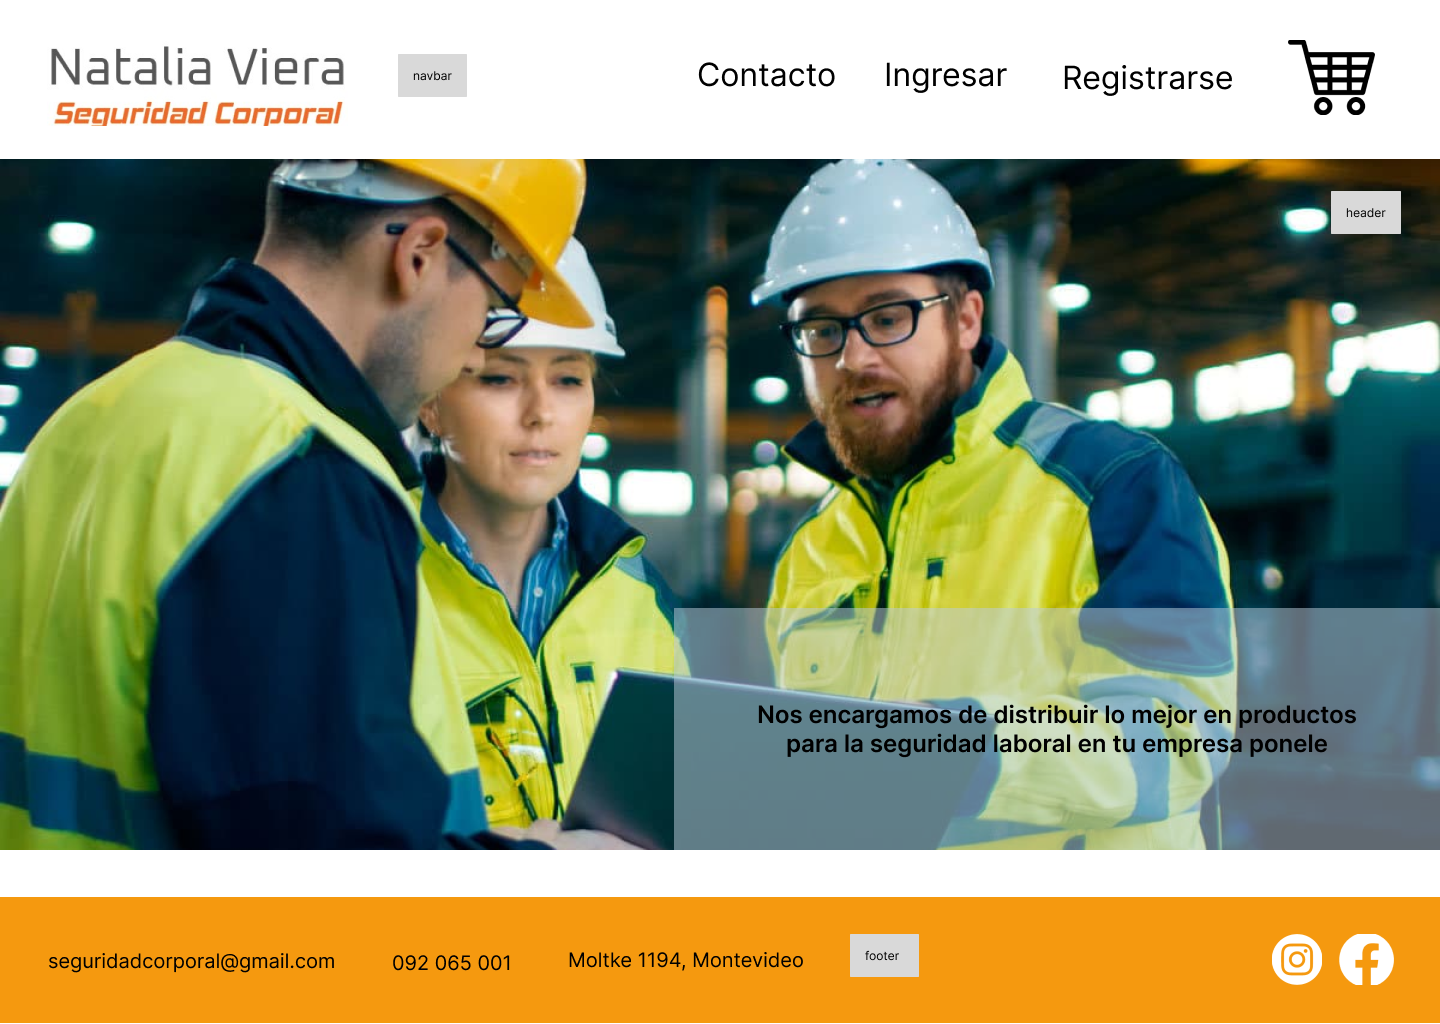 Natalia Viera
Seguridad Corporal
navbar
Contacto
Ingresar
Registrarse
header
Nos encargamos de distribuir lo mejor en productos
para la seguridad laboral en tu empresa ponele
seguridadcorporal@gmail.com
092 065 001
Moltke 1194, Montevideo
footer